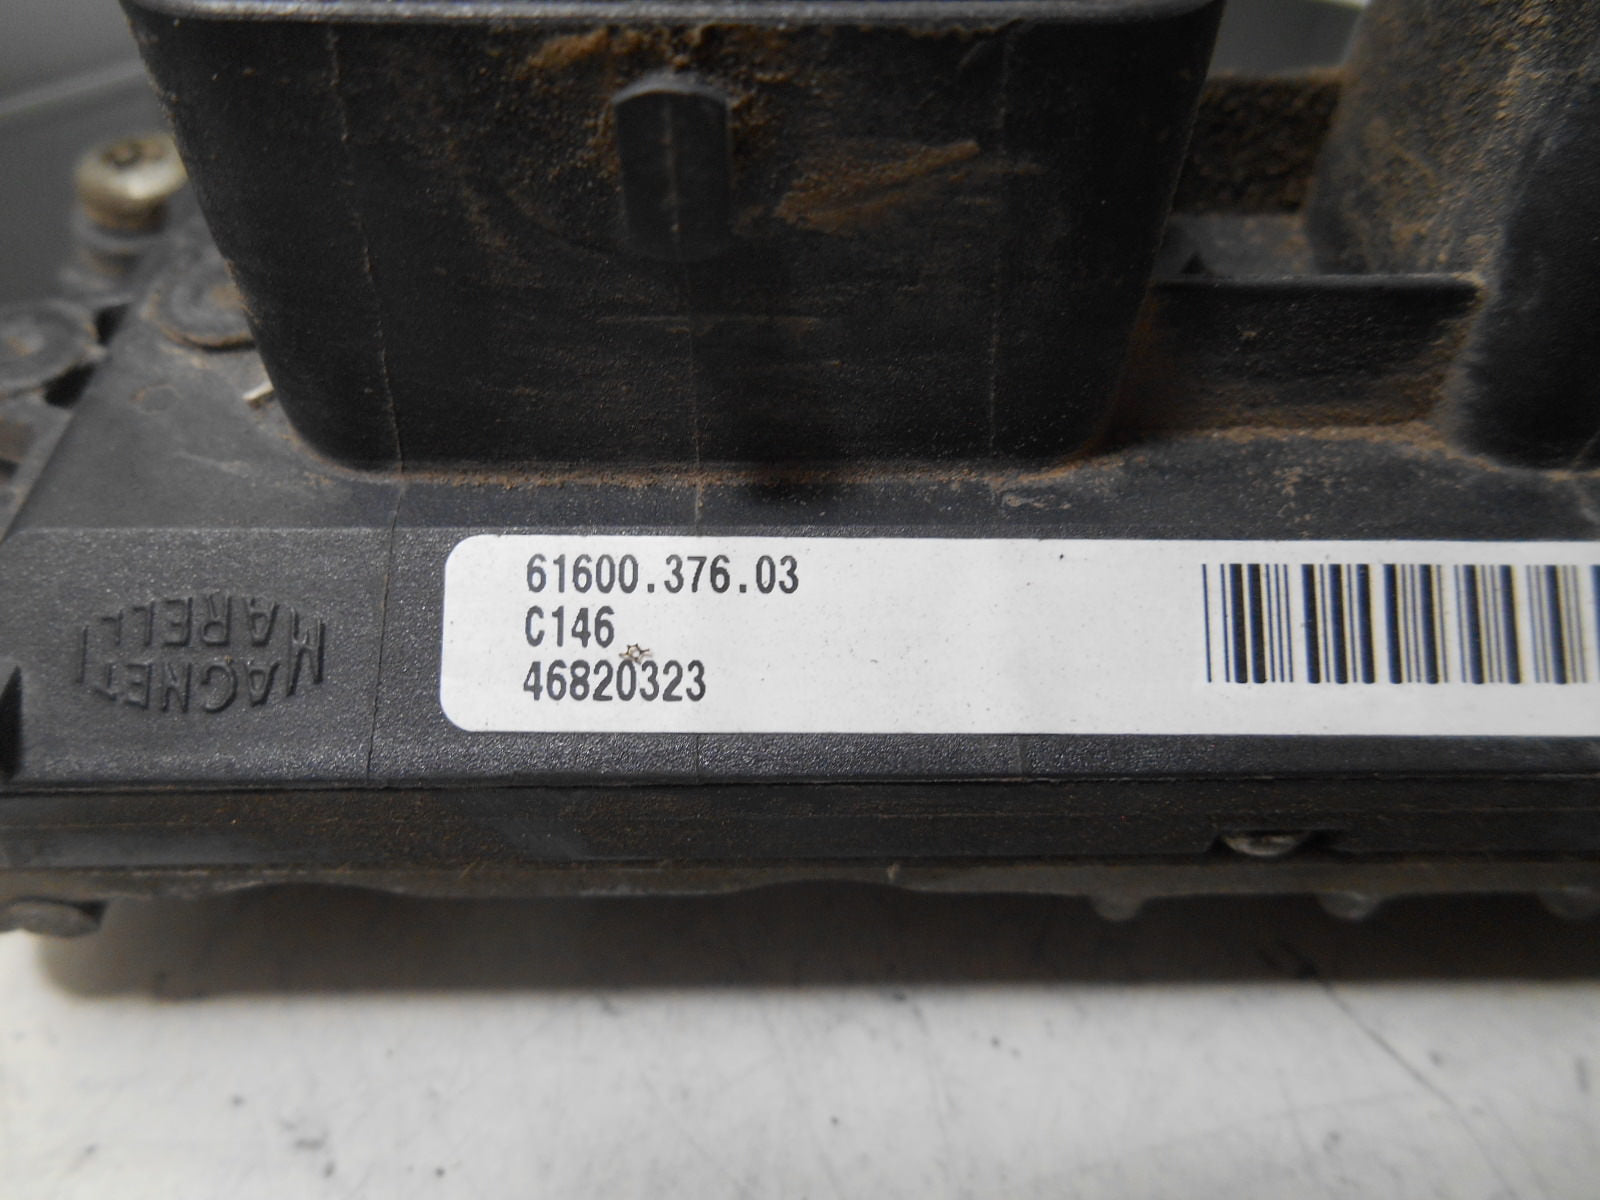 61600.376.03
C146
46820323
MAGNETI
MARELLI